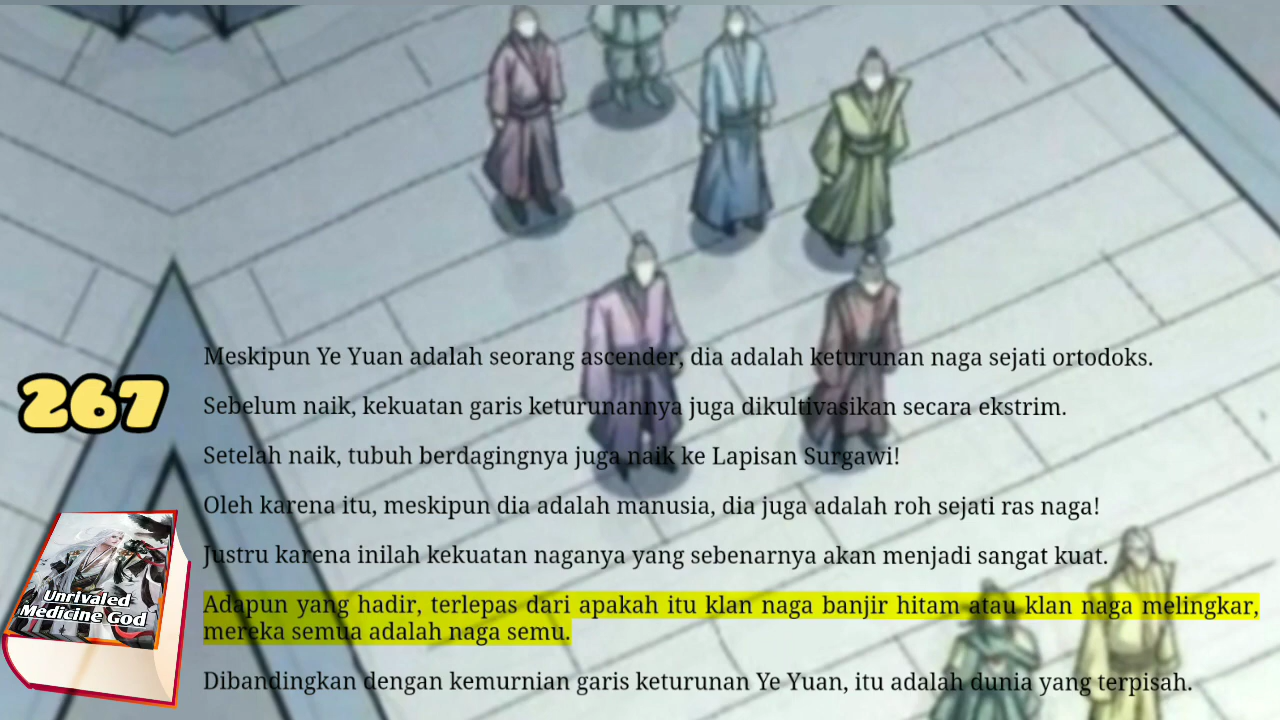 Meskipun Ye Yuan adalah seorang ascender, dia adalah keturunan naga sejati ortodoks.
Sebelum naik, kekuatan garis keturunannya juga dikultivasikan secara ekstrim.
Setelah naik, tubuh berdagingnya juga naik ke Lapisan Surgawi!
Oleh karena itu, meskipun dia adalah manusia, dia juga adalah roh sejati ras naga!
Justru karena inilah kekuatan naganya yang sebenarnya akan menjadi sangat kuat.
Adapun yang hadir, terlepas dari apakah itu klan naga banjir hitam atau klan naga melingkar,
mereka semua adalah naga semu.
Dibandingkan dengan kemurnian garis keturunan Ye Yuan, itu adalah dunia yang terpisah.
267
Unrivaled
Medicine God